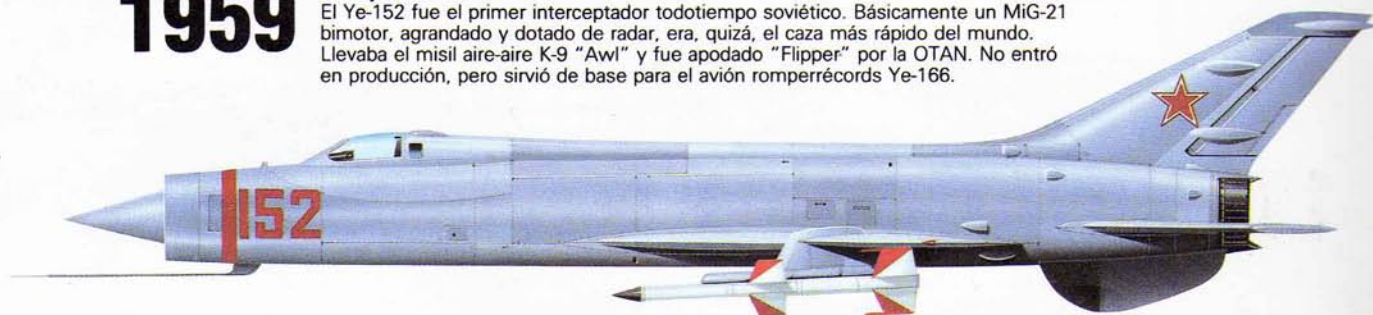 1959
El Ye-152 fue el primer interceptador todotiempo soviético. Básicamente un MiG-21
bimotor, agrandado y dotado de radar, era, quizá, el caza más rápido del mundo.
Llevaba el misil aire-aire K-9 “Awl” y fue apodado “Flipper” por la OTAN. No entró
en producción, pero sirvió de base para el avión romperrécords Ye-166.
152